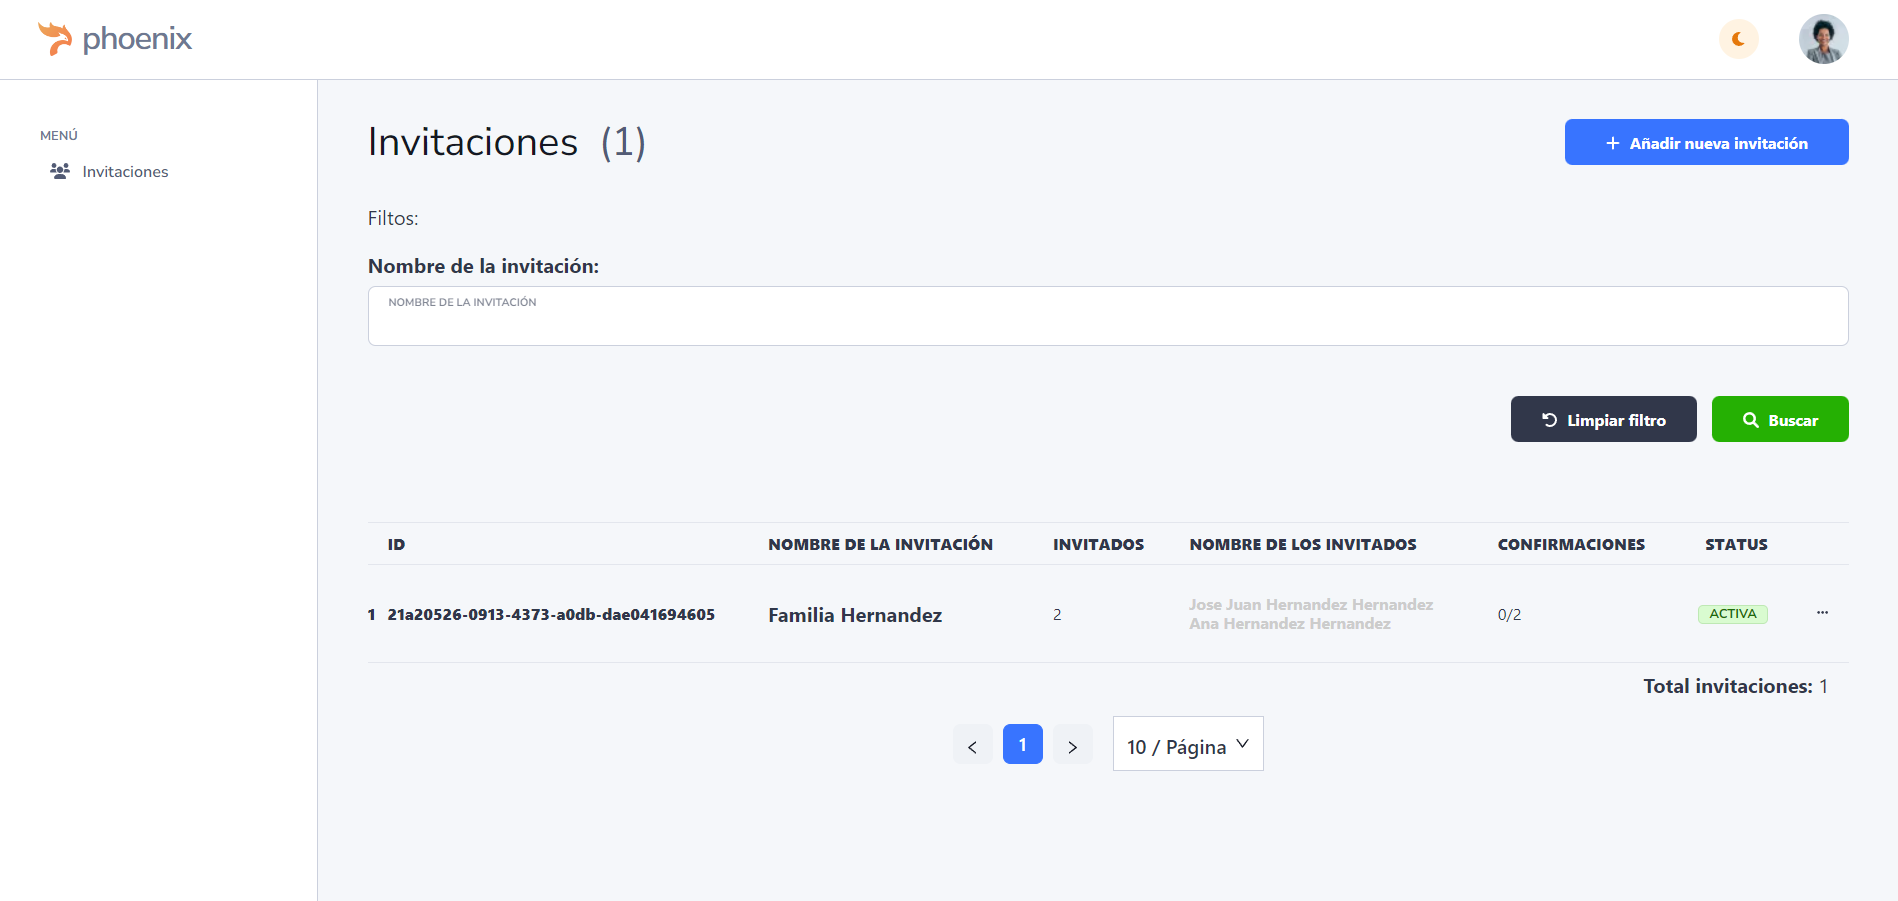 phoenix
MENÚ
Invitaciones
Invitaciones (1)
+ Añadir nueva invitación
Filtos:
Nombre de la invitación:
NOMBRE DE LA INVITACIÓN
Limpiar filtro
Buscar
ID NOMBRE DE LA INVITACIÓN INVITADOS NOMBRE DE LOS INVITADOS CONFIRMACIONES STATUS
1 21a20526-0913-4373-a0db-dae041694605 Familia Hernandez 2 Jose Juan Hernandez Hernandez 0/2 ACTIVA ···
Ana Hernandez Hernandez
Total invitaciones: 1
< 1 > 10 / Página